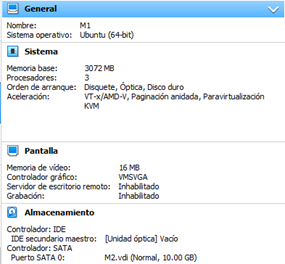 General
Nombre: M1
Sistema operativo: Ubuntu (64-bit)
Sistema
Memoria base: 3072 MB
Procesadores: 3
Orden de arranque: Disquete, Óptica, Disco duro
Aceleración: VT-x/AMD-V, Paginación anidada, Paravirtualización
KVM
Pantalla
Memoria de vídeo: 16 MB
Controlador gráfico: VMSVGA
Servidor de escritorio remoto: Inhabilitado
Grabación: Inhabilitado
Almacenamiento
Controlador: IDE
IDE secundario maestro: [Unidad óptica] Vacío
Controlador: SATA
Puerto SATA 0: M2.vdi (Normal, 10.00 GB)